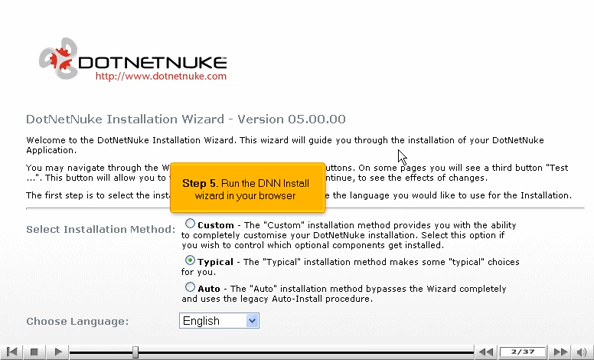 DOTNETNUKE
http://www.dotnetnuke.com
DotNetNuke Installation Wizard - Version 05.00.00
Welcome to the DotNetNuke Installation Wizard. This wizard will guide you through the installation of your DotNetNuke
Application.
You may navigate through the W
uttons. On some pages you will see a third button "Test
...". This button will allow you to
ntinue, to see the effects of changes.
The first step is to select the insta
e the language you would like to use for the Installation.
Step 5. Run the DNN Install
wizard in your browser
Select Installation Method:
Custom - The "Custom" installation method provides you with the ability
to completely customise your DotNetNuke installation. Select this option if
you wish to control which optional components get installed.
Typical - The "Typical" installation method makes some "typical" choices
for you.
Auto - The "Auto" installation method bypasses the Wizard completely
and uses the legacy Auto-Install procedure.
Choose Language:
English
2/37